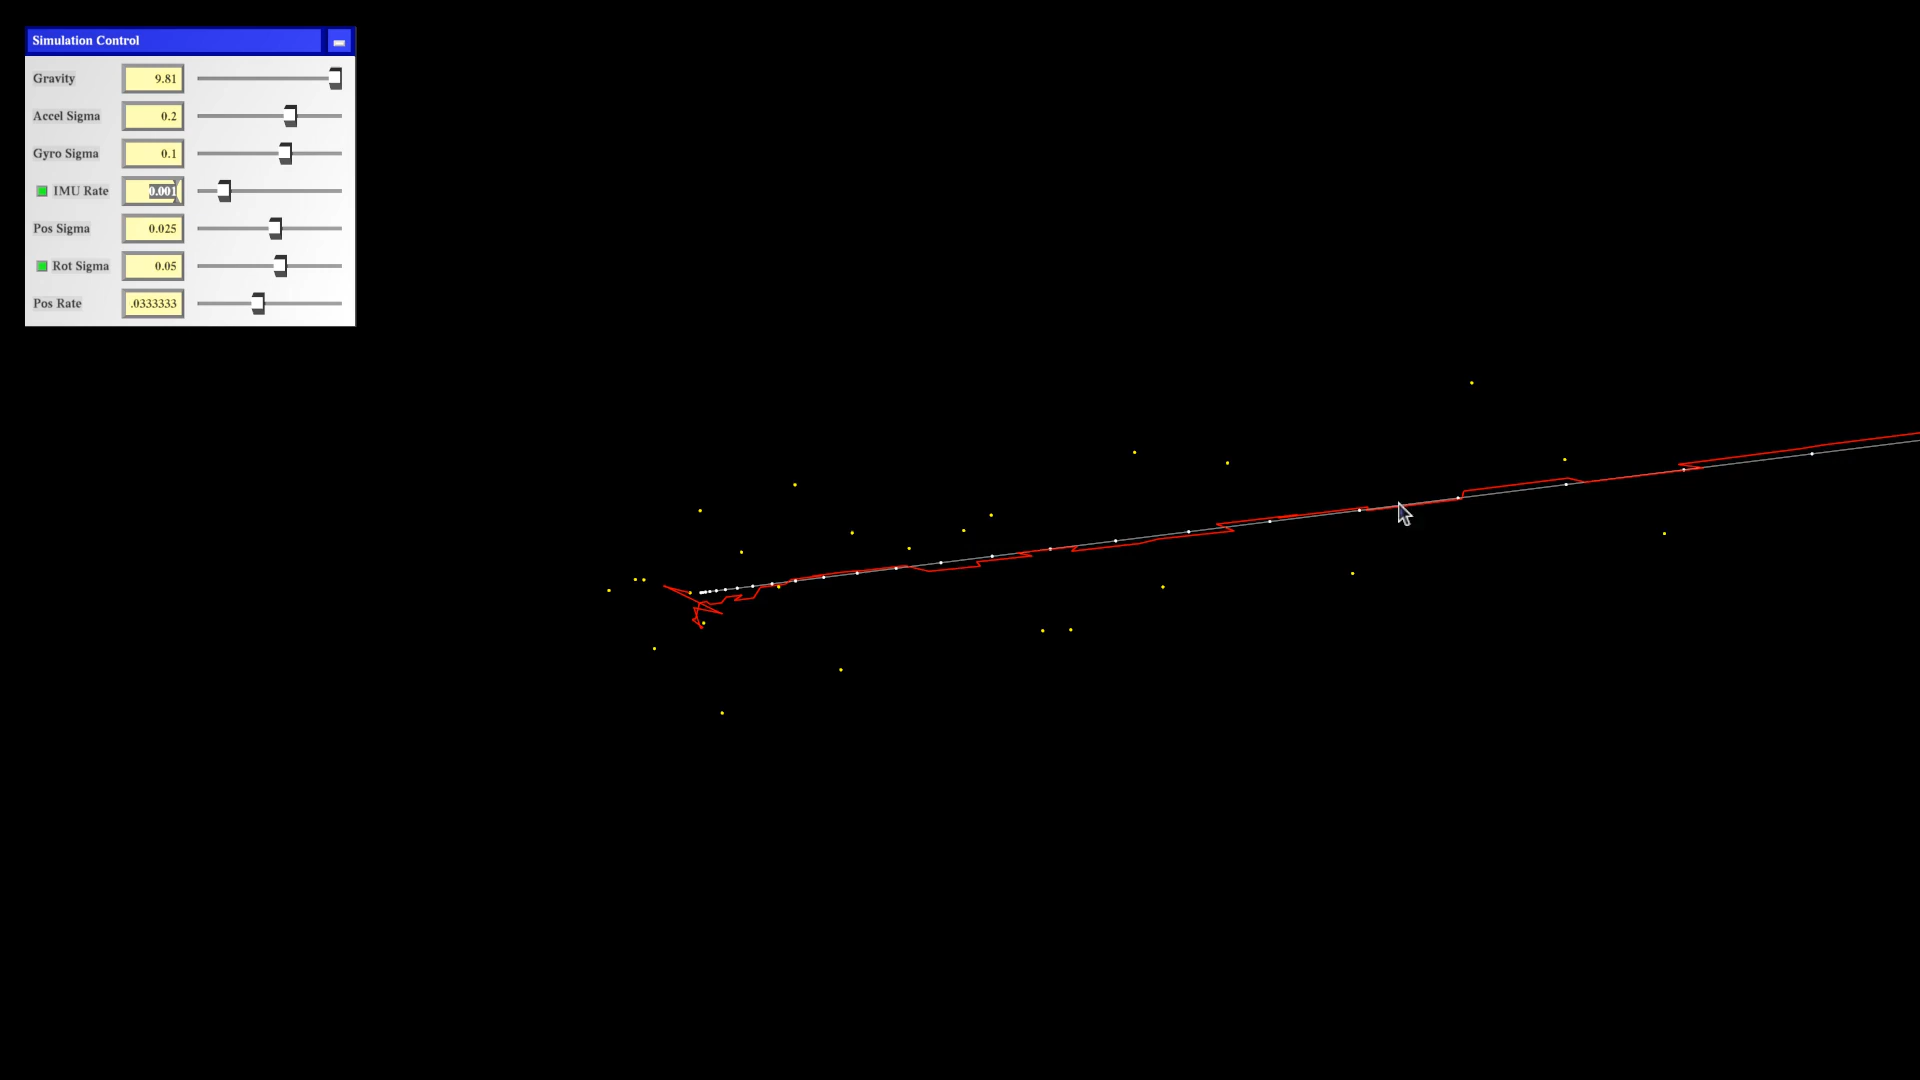 Simulation Control
Gravity 9.81
Accel Sigma 0.2
Gyro Sigma 0.1
IMU Rate 0.001
Pos Sigma 0.025
Rot Sigma 0.05
Pos Rate .0333333